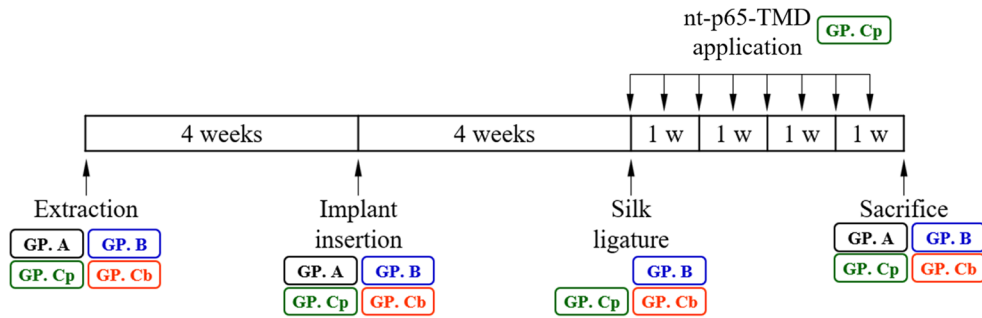 nt-p65-TMD
application
GP. Cp
4 weeks 4 weeks 1 w 1 w 1 w 1 w
Extraction
GP. A GP. B
GP. Cp GP. Cb
Implant
insertion
GP. A GP. B
GP. Cp GP. Cb
Silk
ligature
GP. B
GP. Cp GP. Cb
Sacrifice
GP. A GP. B
GP. Cp GP. Cb